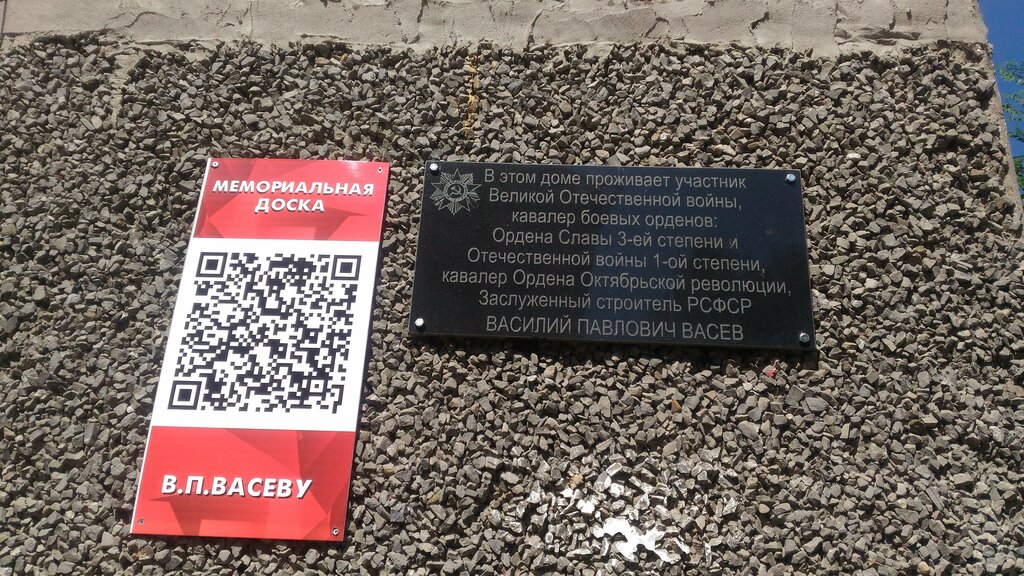 МЕМОРИАЛЬНАЯ
ДОСКА
В.П.ВАСЕВУ
В этом доме проживает участник
Великой Отечественной войны,
кавалер боевых орденов:
Ордена Славы 3-ей степени и
Отечественной войны 1-ой степени,
кавалер Ордена Октябрьской революции,
Заслуженный строитель РСФСР
ВАСИЛИЙ ПАВЛОВИЧ ВАСЕВ